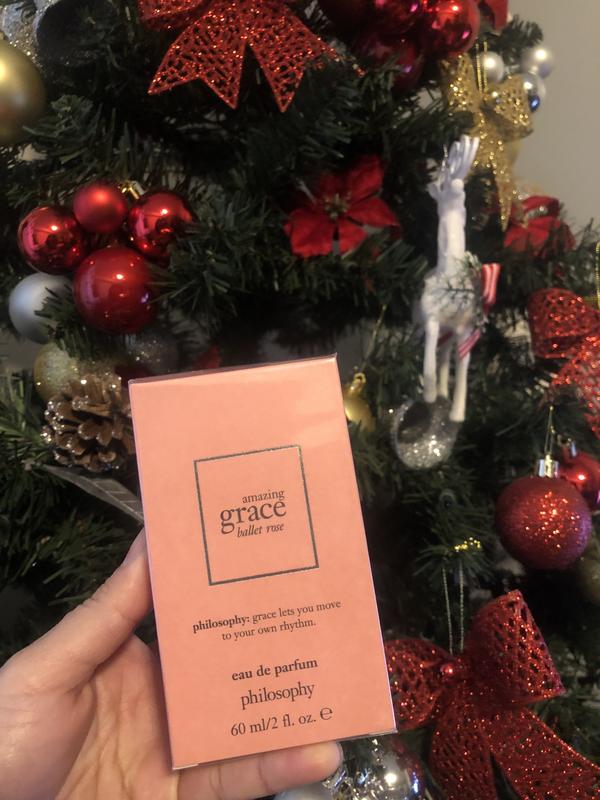 amazing
grace
ballet rose
philosophy: grace lets you move
to your own rhythm.
eau de parfum
philosophy
60 ml/2 fl. oz. ℮